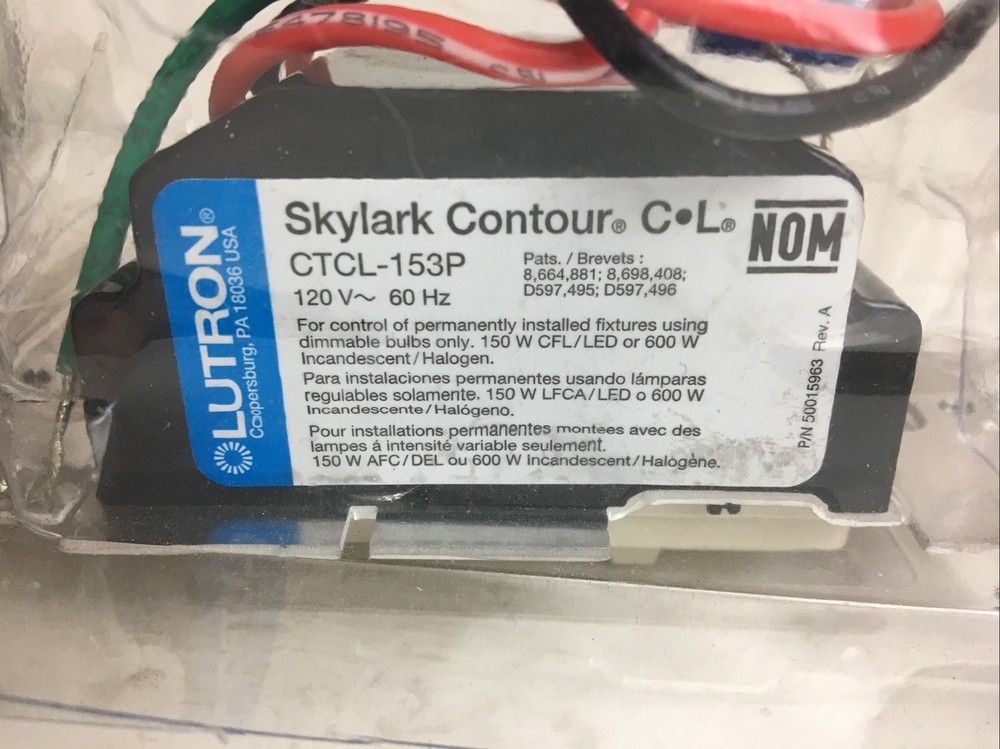 E478195
LUTRON®
Coopersburg, PA 18036 USA
Skylark Contour® C•L®
NOM
CTCL-153P
120 V~ 60 Hz
Pats. / Brevets :
8,664,881; 8,698,408;
D597,495; D597,496
For control of permanently installed fixtures using
dimmable bulbs only. 150 W CFL/LED or 600 W
Incandescent/Halogen.
Para instalaciones permanentes usando lámparas
regulables solamente. 150 W LFCA/LED o 600 W
Incandescente/Halógeno.
Pour installations permanentes montées avec des
lampes á intensité variable seulement.
150 W AFC/DEL ou 600 W Incandescent/Halogène.
P/N 50015963 Rev. A